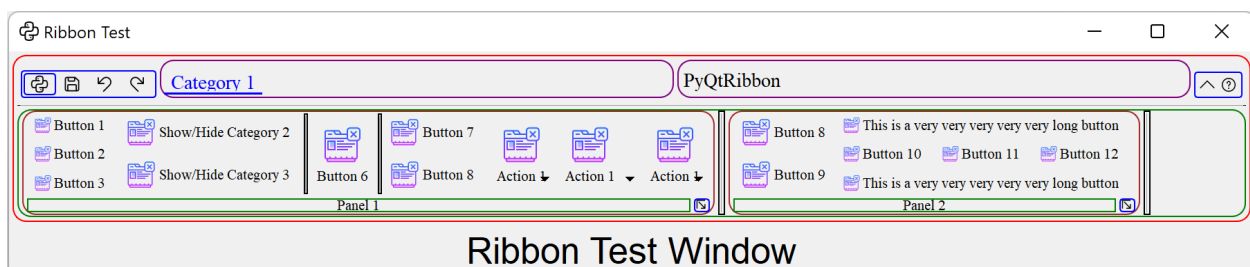 Ribbon Test
Category 1
PyQtRibbon
Button 1
Button 2
Button 3
Show/Hide Category 2
Show/Hide Category 3
Button 6
Button 7
Button 8
Action 1
Action 1
Action 1
Panel 1
Button 8
Button 9
This is a very very very very very long button
Button 10 Button 11 Button 12
This is a very very very very very long button
Panel 2
Ribbon Test Window